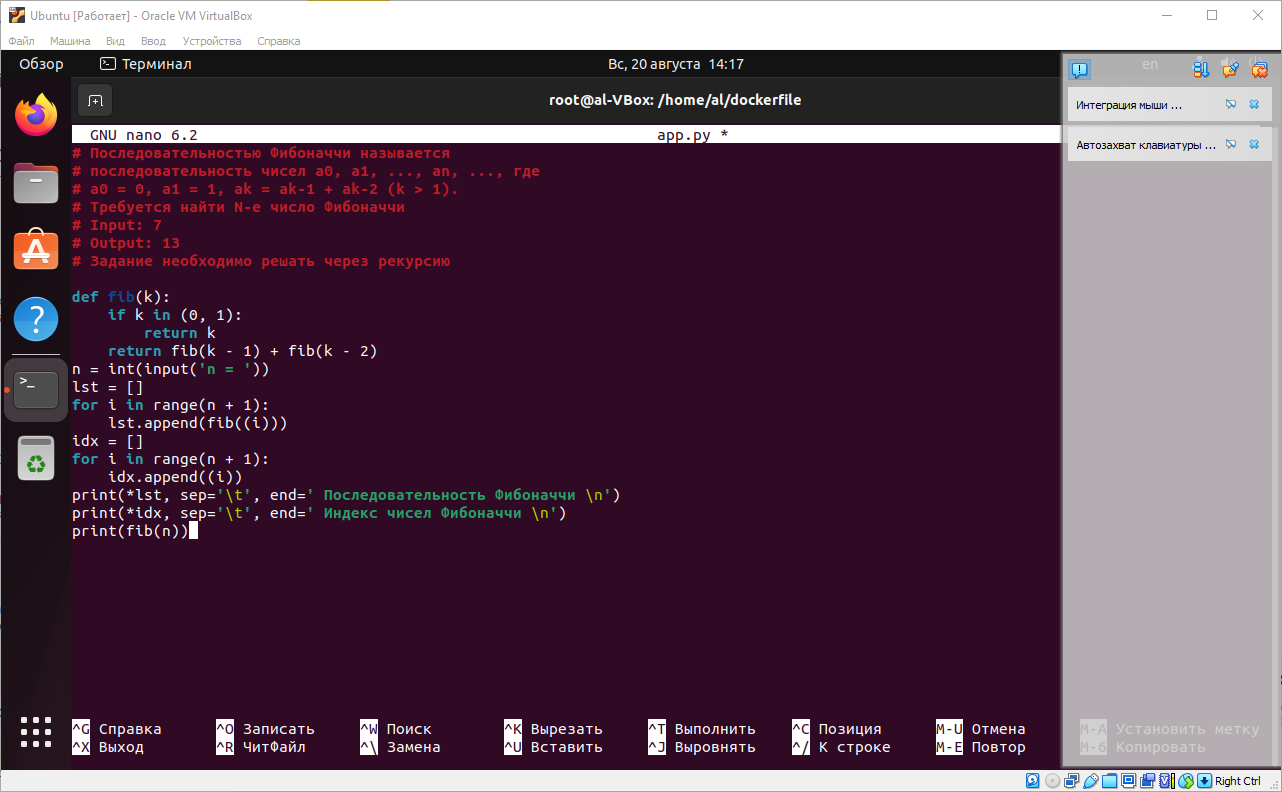 Ubuntu [Работает] - Oracle VM VirtualBox
Файл Машина Вид Ввод Устройства Справка
Обзор Терминал Вс, 20 августа 14:17 en
root@al-VBox: /home/al/dockerfile
GNU nano 6.2 app.py *
# Последовательностью Фибоначчи называется
# последовательность чисел a0, a1, ..., an, ..., где
# a0 = 0, a1 = 1, ak = ak-1 + ak-2 (k > 1).
# Требуется найти N-е число Фибоначчи
# Input: 7
# Output: 13
# Задание необходимо решать через рекурсию
def fib(k):
    if k in (0, 1):
        return k
    return fib(k - 1) + fib(k - 2)
n = int(input('n = '))
lst = []
for i in range(n + 1):
    lst.append(fib((i)))
idx = []
for i in range(n + 1):
    idx.append((i))
print(*lst, sep='\t', end=' Последовательность Фибоначчи \n')
print(*idx, sep='\t', end=' Индекс чисел Фибоначчи \n')
print(fib(n))
Интеграция мыши ...
Автозахват клавиатуры ...
^G Справка ^O Записать ^W Поиск ^K Вырезать ^T Выполнить ^C Позиция M-U Отмена M-A Установить метку
^X Выход ^R ЧитФайл ^\ Замена ^U Вставить ^J Выровнять ^/ К строке M-E Повтор M-6 Копировать
Right Ctrl